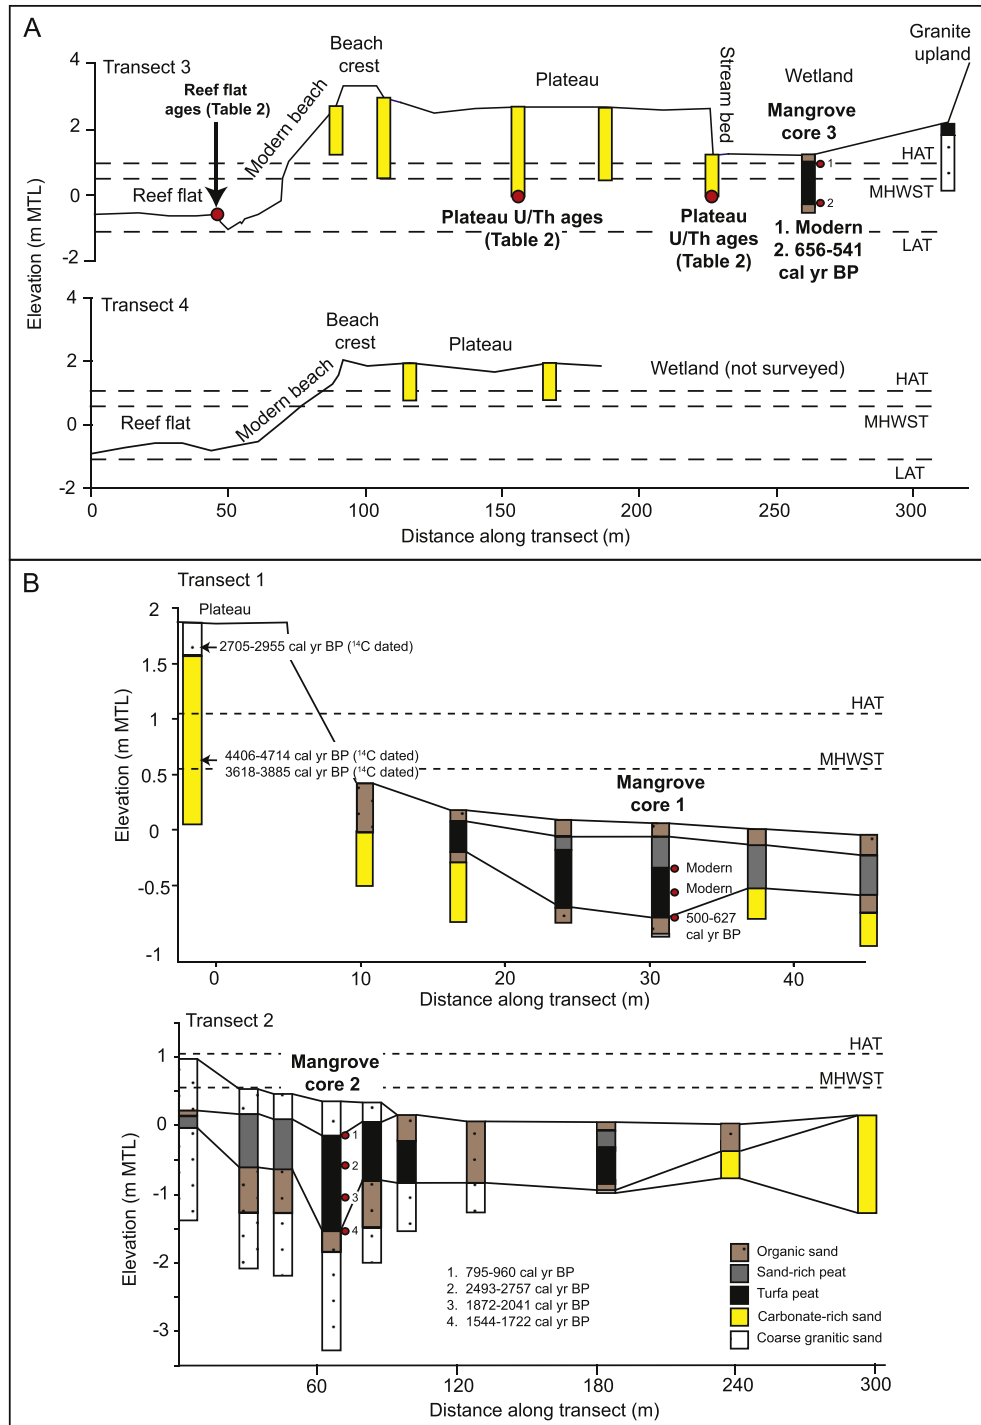 A
Transect 3
Reef flat
ages (Table 2)
Modern beach
Beach
crest
Plateau
Stream bed
Wetland
Granite
upland
Mangrove
core 3
1
2
HAT
MHWST
LAT
Reef flat
Plateau U/Th ages
(Table 2)
Plateau
U/Th ages
(Table 2)
1. Modern
2. 656-541
cal yr BP
4
2
0
-2
Elevation (m MTL)
Transect 4
Beach
crest
Plateau
Modern beach
Reef flat
Wetland (not surveyed)
HAT
MHWST
LAT
4
2
0
-2
0 50 100 150 200 250 300
Distance along transect (m)
B
Transect 1
Plateau
2705-2955 cal yr BP (¹⁴C dated)
4406-4714 cal yr BP (¹⁴C dated)
3618-3885 cal yr BP (¹⁴C dated)
HAT
MHWST
Mangrove
core 1
Modern
Modern
500-627
cal yr BP
2
1.5
1
0.5
0
-0.5
-1
Elevation (m MTL)
0 10 20 30 40
Distance along transect (m)
Transect 2
HAT
MHWST
Mangrove
core 2
1
2
3
4
1. 795-960 cal yr BP
2. 2493-2757 cal yr BP
3. 1872-2041 cal yr BP
4. 1544-1722 cal yr BP
Organic sand
Sand-rich peat
Turfa peat
Carbonate-rich sand
Coarse granitic sand
1
0
-1
-2
-3
Elevation (m MTL)
60 120 180 240 300
Distance along transect (m)